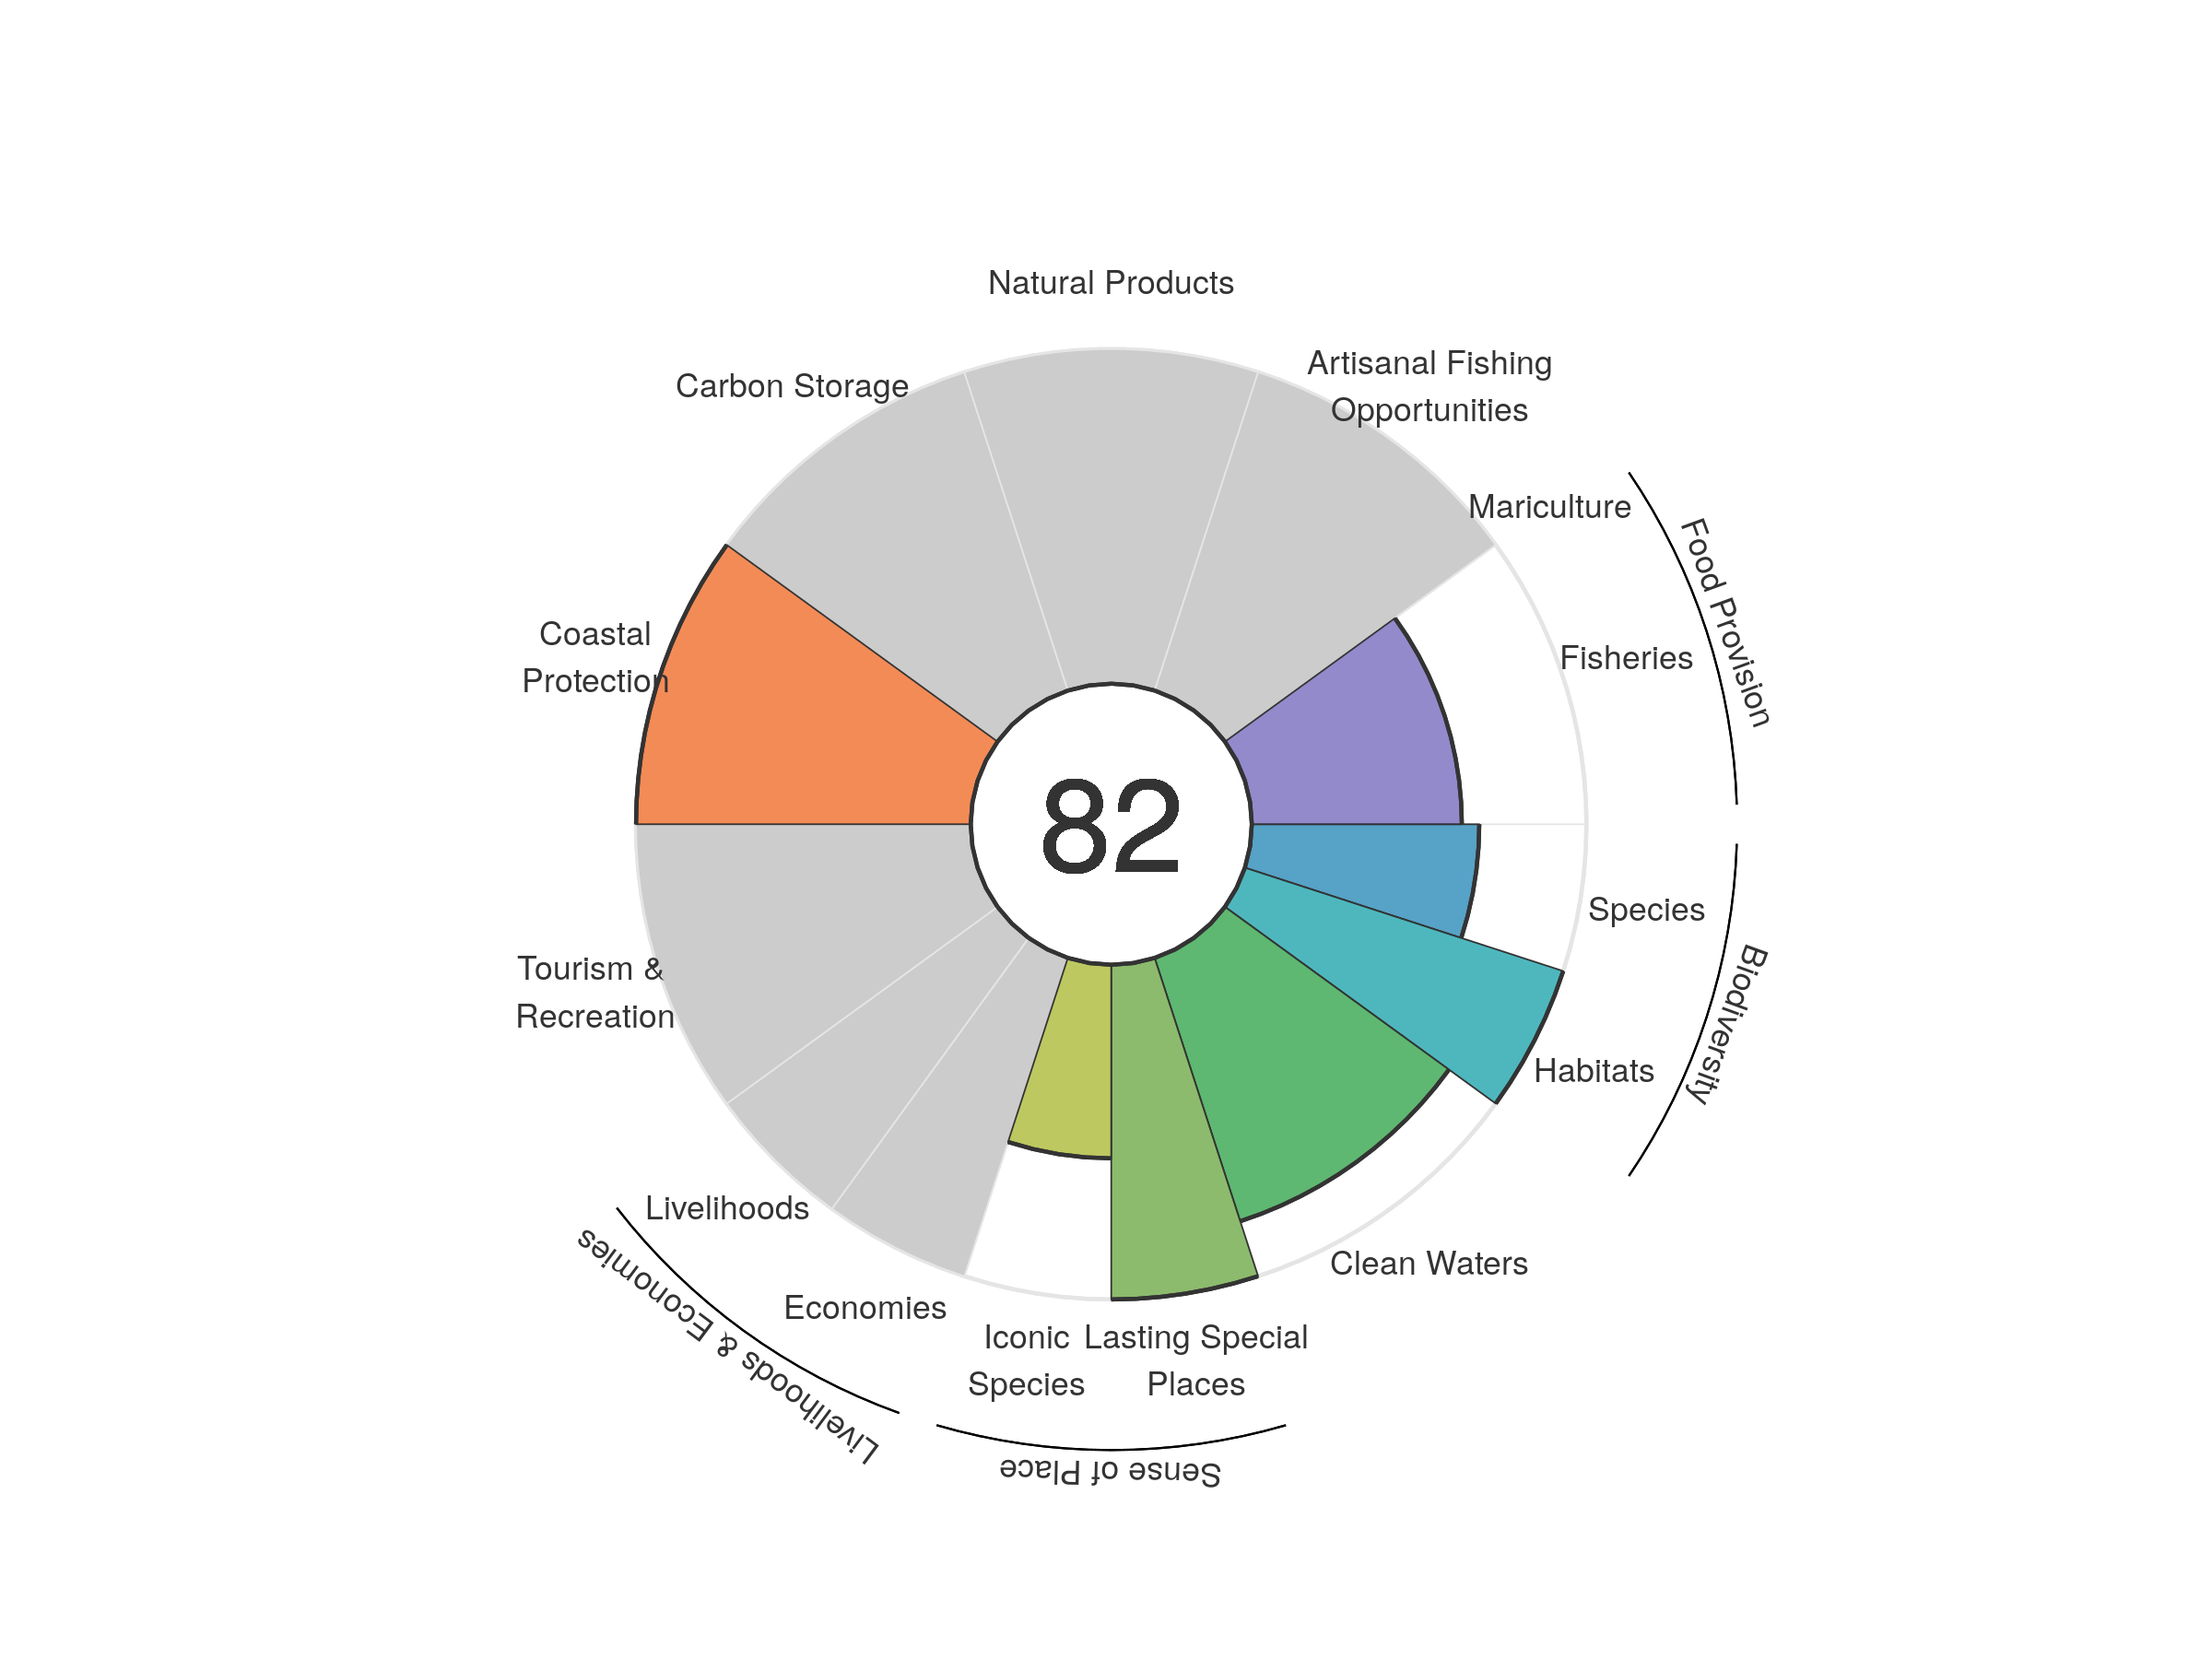 Natural Products
Artisanal Fishing
Opportunities
Carbon Storage
Mariculture
Food Provision
Fisheries
Coastal
Protection
82
Species
Biodiversity
Habitats
Tourism &
Recreation
Livelihoods
Livelihoods & Economies
Clean Waters
Economies
Iconic
Species
Lasting Special
Places
Sense of Place